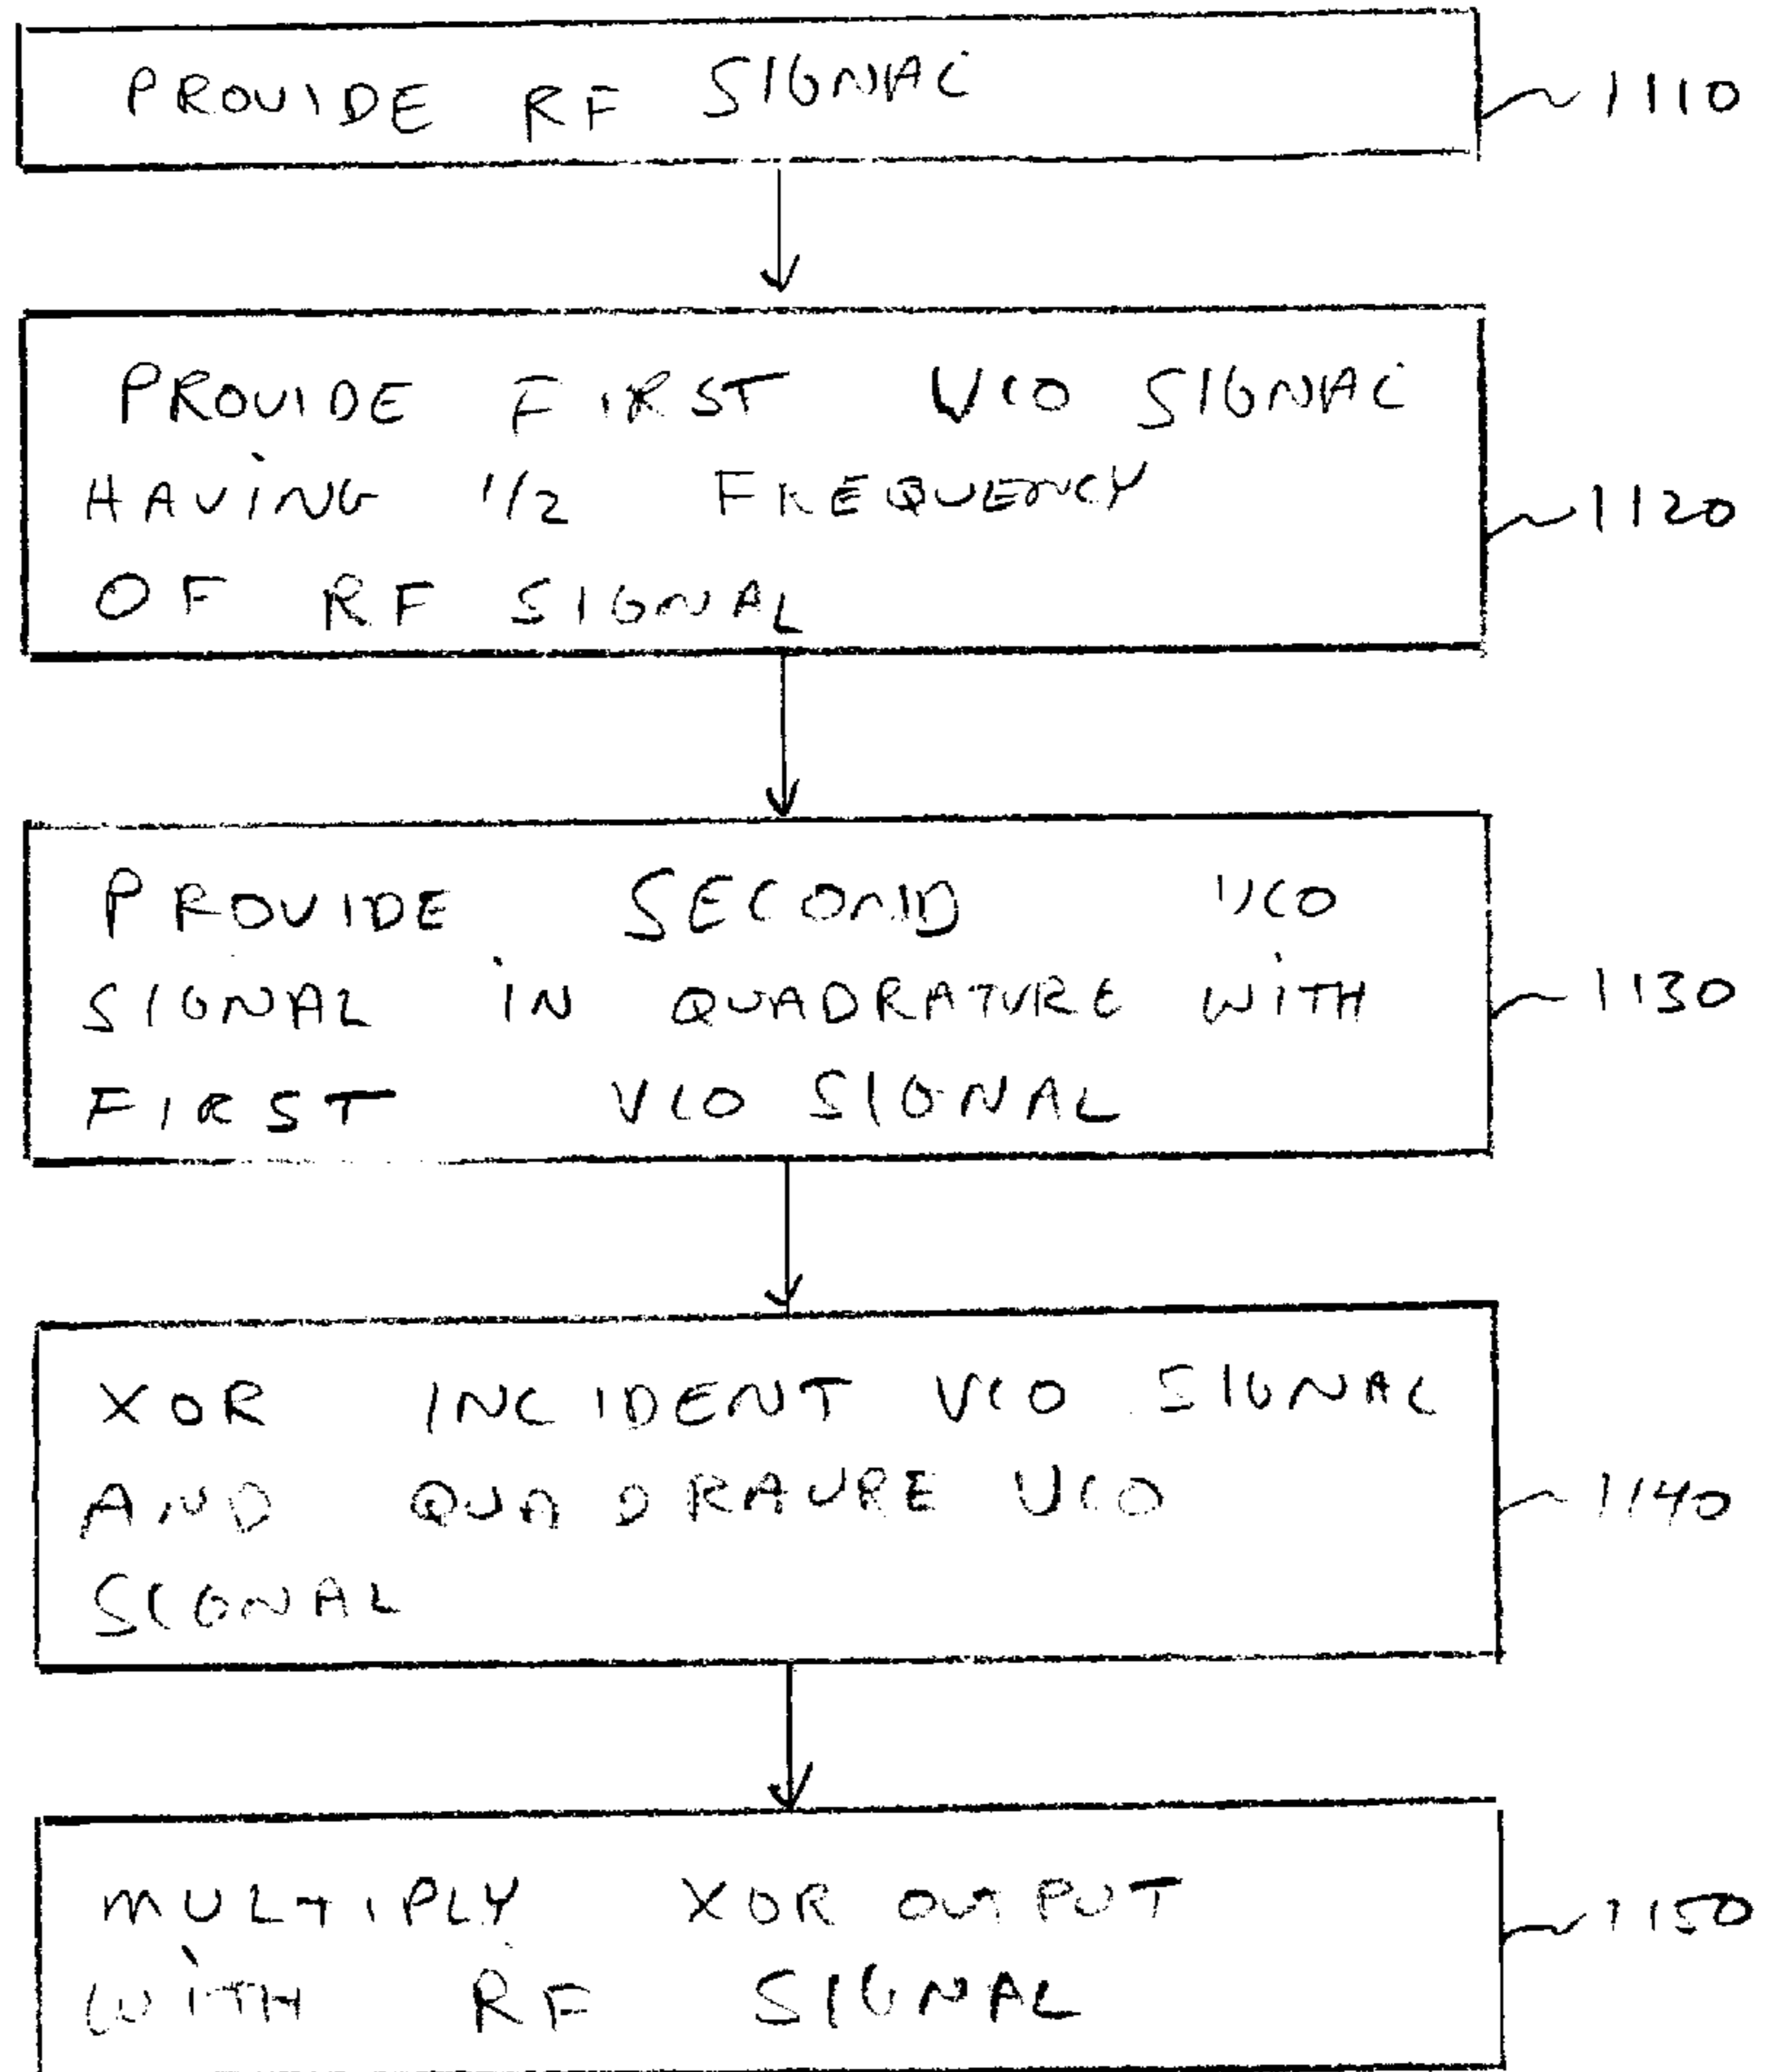 PROVIDE RF SIGNAL
1110
PROVIDE FIRST VCO SIGNAL
HAVING 1/2 FREQUENCY
OF RF SIGNAL
1120
PROVIDE SECOND VCO
SIGNAL IN QUADRATURE WITH
FIRST VCO SIGNAL
1130
XOR INCIDENT VCO SIGNAL
AND QUADRAURE VCO
SIGNAL
1140
MULTIPLY XOR OUTPUT
WITH RF SIGNAL
1150